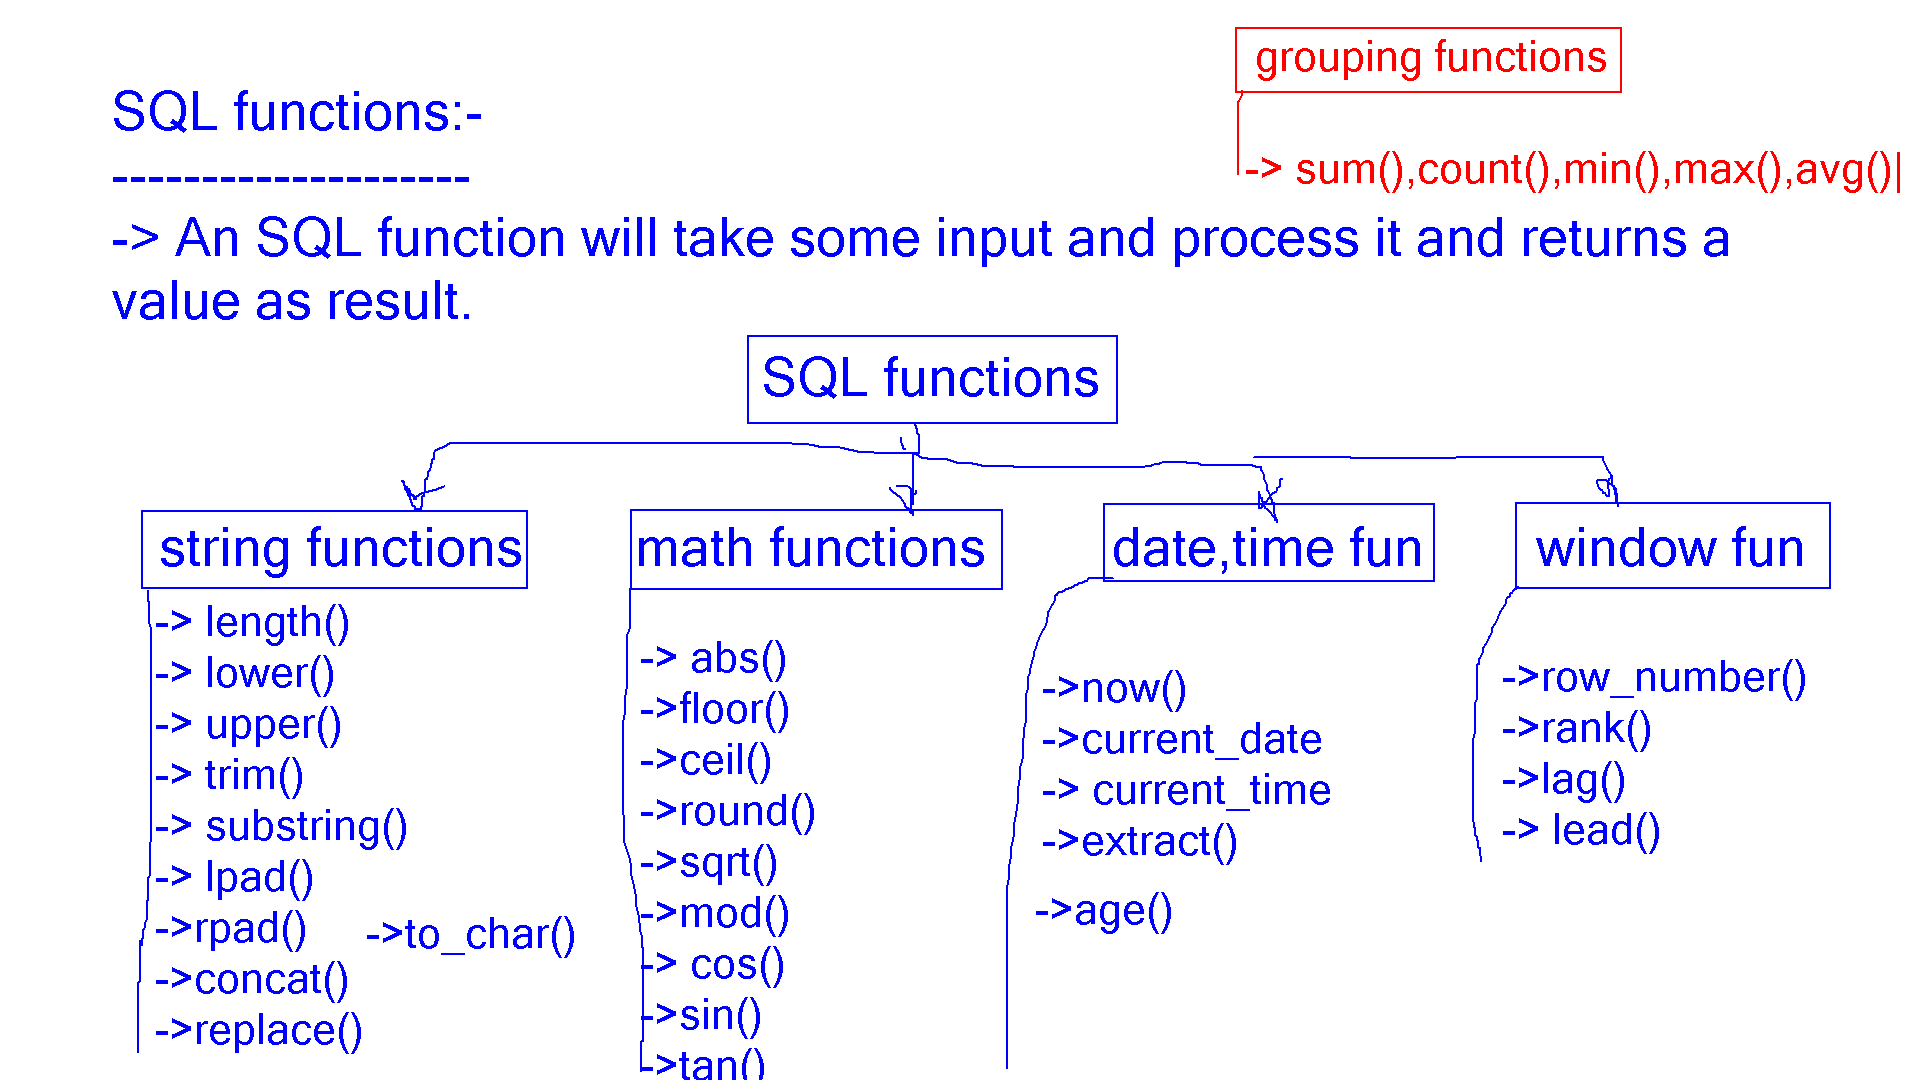 grouping functions
-> sum(),count(),min(),max(),avg()|
SQL functions:-
--------------------
-> An SQL function will take some input and process it and returns a
value as result.
SQL functions
string functions
-> length()
-> lower()
-> upper()
-> trim()
-> substring()
-> lpad()
->rpad()
->to_char()
->concat()
->replace()
math functions
-> abs()
->floor()
->ceil()
->round()
->sqrt()
->mod()
-> cos()
->sin()
->tan()
date,time fun
->now()
->current_date
-> current_time
->extract()
->age()
window fun
->row_number()
->rank()
->lag()
-> lead()